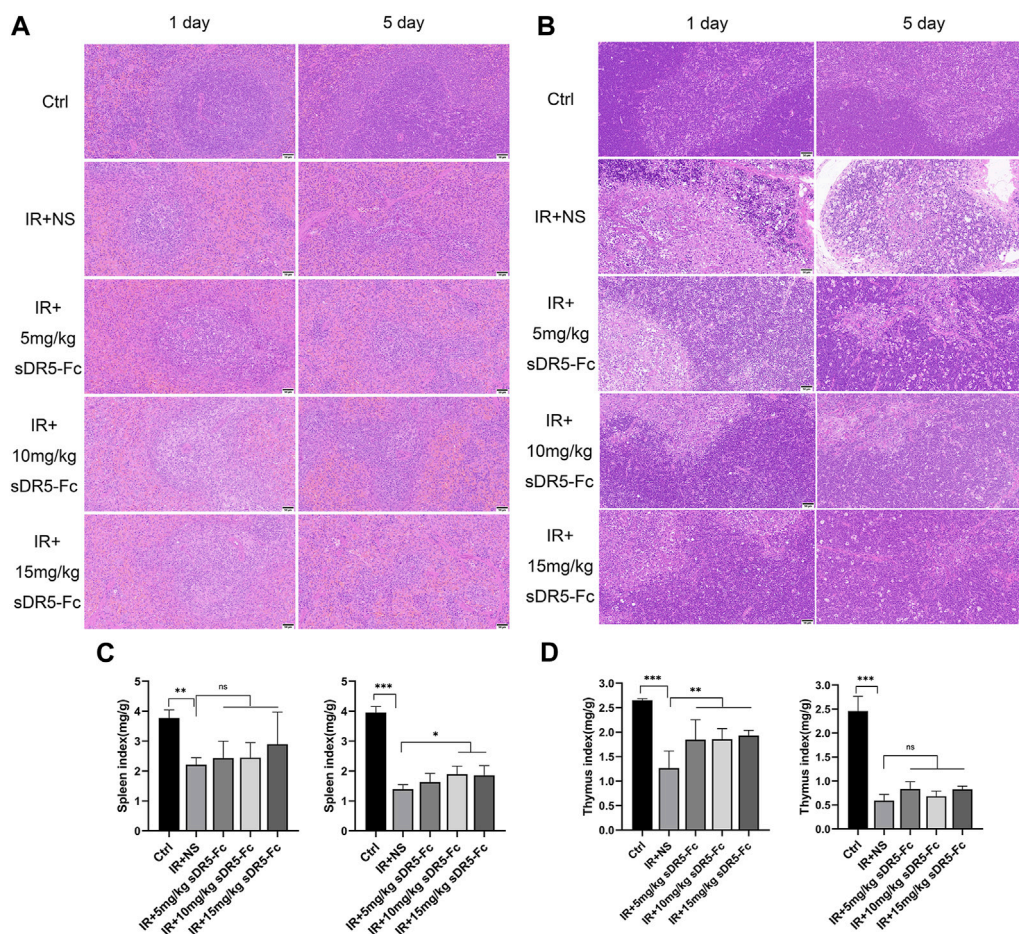 A
1 day
5 day
Ctrl
IR+NS
IR+
5mg/kg
sDR5-Fc
IR+
10mg/kg
sDR5-Fc
IR+
15mg/kg
sDR5-Fc
B
1 day
5 day
Ctrl
IR+NS
IR+
5mg/kg
sDR5-Fc
IR+
10mg/kg
sDR5-Fc
IR+
15mg/kg
sDR5-Fc
C
Spleen index(mg/g)
5
4
3
2
1
0
**
ns
Ctrl
IR+NS
IR+5mg/kg sDR5-Fc
IR+10mg/kg sDR5-Fc
IR+15mg/kg sDR5-Fc
Spleen index(mg/g)
5
4
3
2
1
0
***
*
Ctrl
IR+NS
IR+5mg/kg sDR5-Fc
IR+10mg/kg sDR5-Fc
IR+15mg/kg sDR5-Fc
D
Thymus index(mg/g)
3.0
2.5
2.0
1.5
1.0
0.5
0.0
***
**
Ctrl
IR+NS
IR+5mg/kg sDR5-Fc
IR+10mg/kg sDR5-Fc
IR+15mg/kg sDR5-Fc
Thymus index(mg/g)
3.0
2.5
2.0
1.5
1.0
0.5
0.0
***
ns
Ctrl
IR+NS
IR+5mg/kg sDR5-Fc
IR+10mg/kg sDR5-Fc
IR+15mg/kg sDR5-Fc